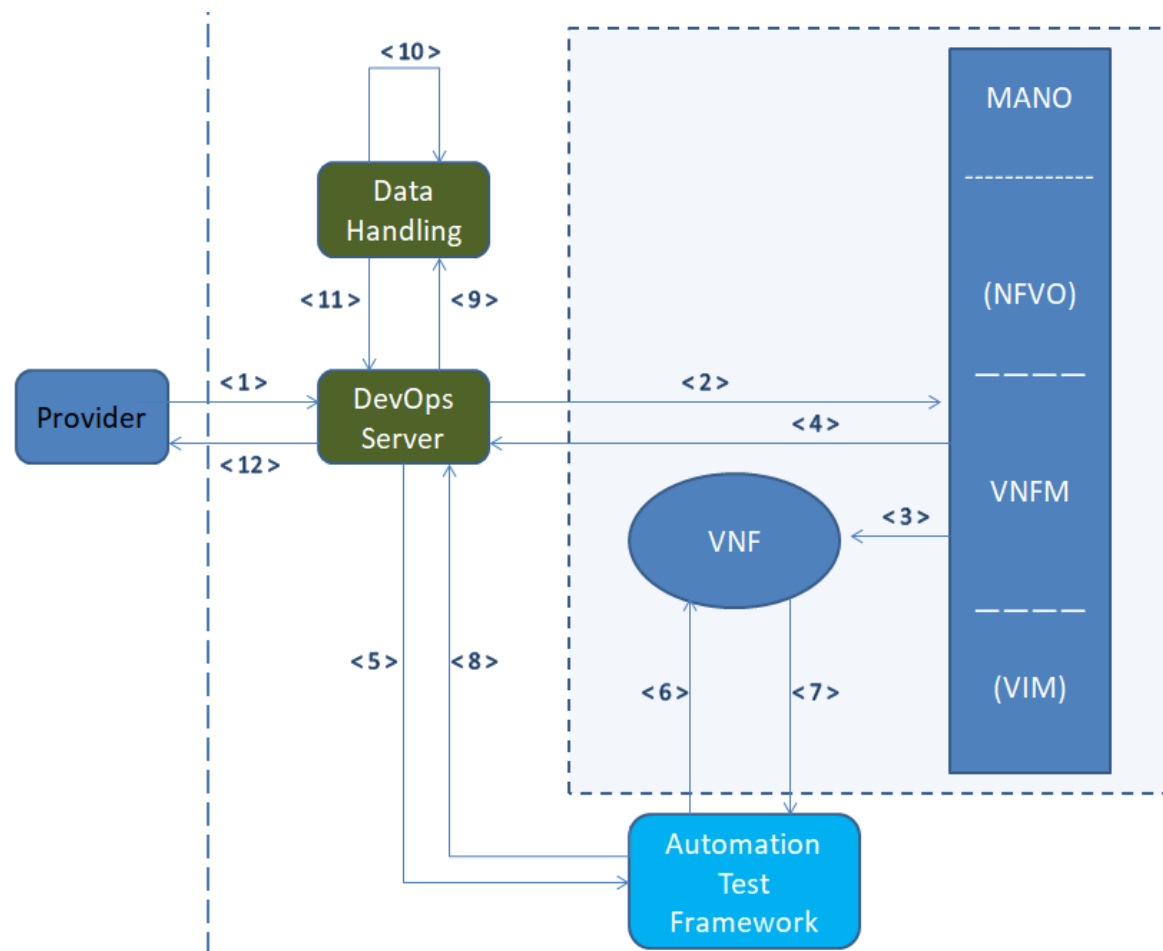 <10>
MANO
-------------
Data
Handling
<11>
<9>
(NFVO)
<1>
<2>
— — — —
Provider
DevOps
Server
<4>
<12>
VNFM
<3>
VNF
— — — —
<5>
<8>
<6>
<7>
(VIM)
Automation
Test
Framework